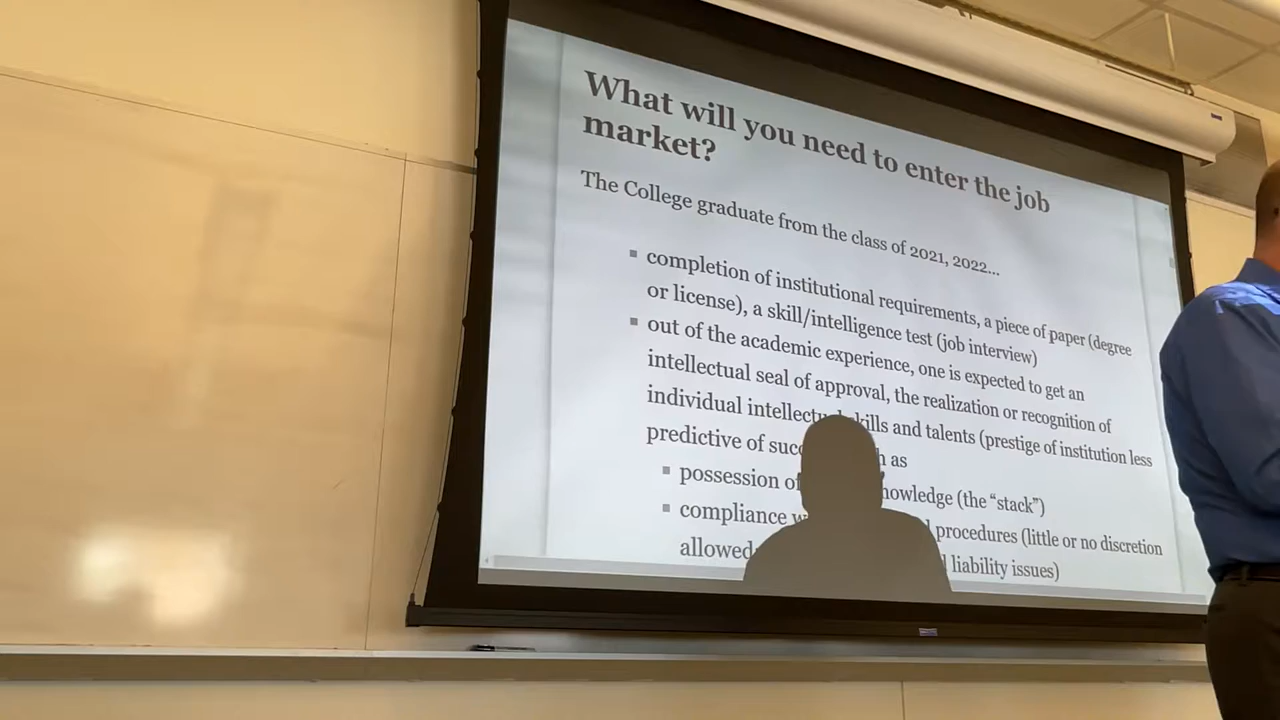 What will you need to enter the job
market?
The College graduate from the class of 2021, 2022...
▪ completion of institutional requirements, a piece of paper (degree
or license), a skill/intelligence test (job interview)
▪ out of the academic experience, one is expected to get an
intellectual seal of approval, the realization or recognition of
individual intellectual skills and talents (prestige of institution less
predictive of as
▪ possession (the “stack”)
▪ compliance procedures (little or no discretion
allowed liability issues)